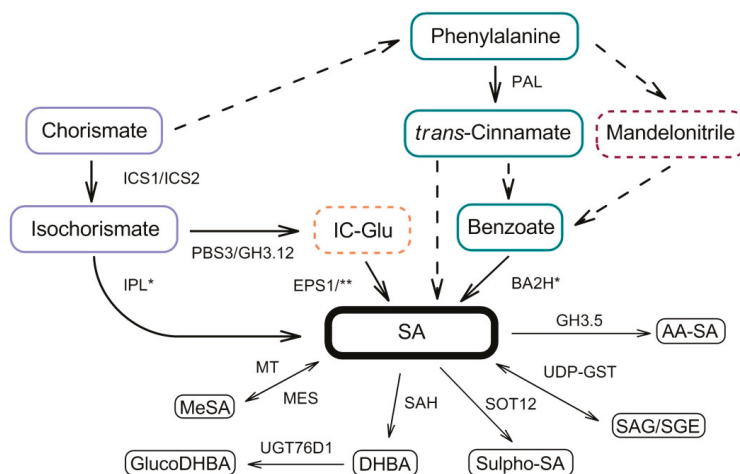 Phenylalanine
PAL
Chorismate
trans-Cinnamate
Mandelonitrile
ICS1/ICS2
Isochorismate
IC-Glu
Benzoate
PBS3/GH3.12
IPL*
EPS1/**
BA2H*
SA
GH3.5
AA-SA
MT
UDP-GST
MES
MeSA
SAH
SOT12
SAG/SGE
UGT76D1
GlucoDHBA
DHBA
Sulpho-SA